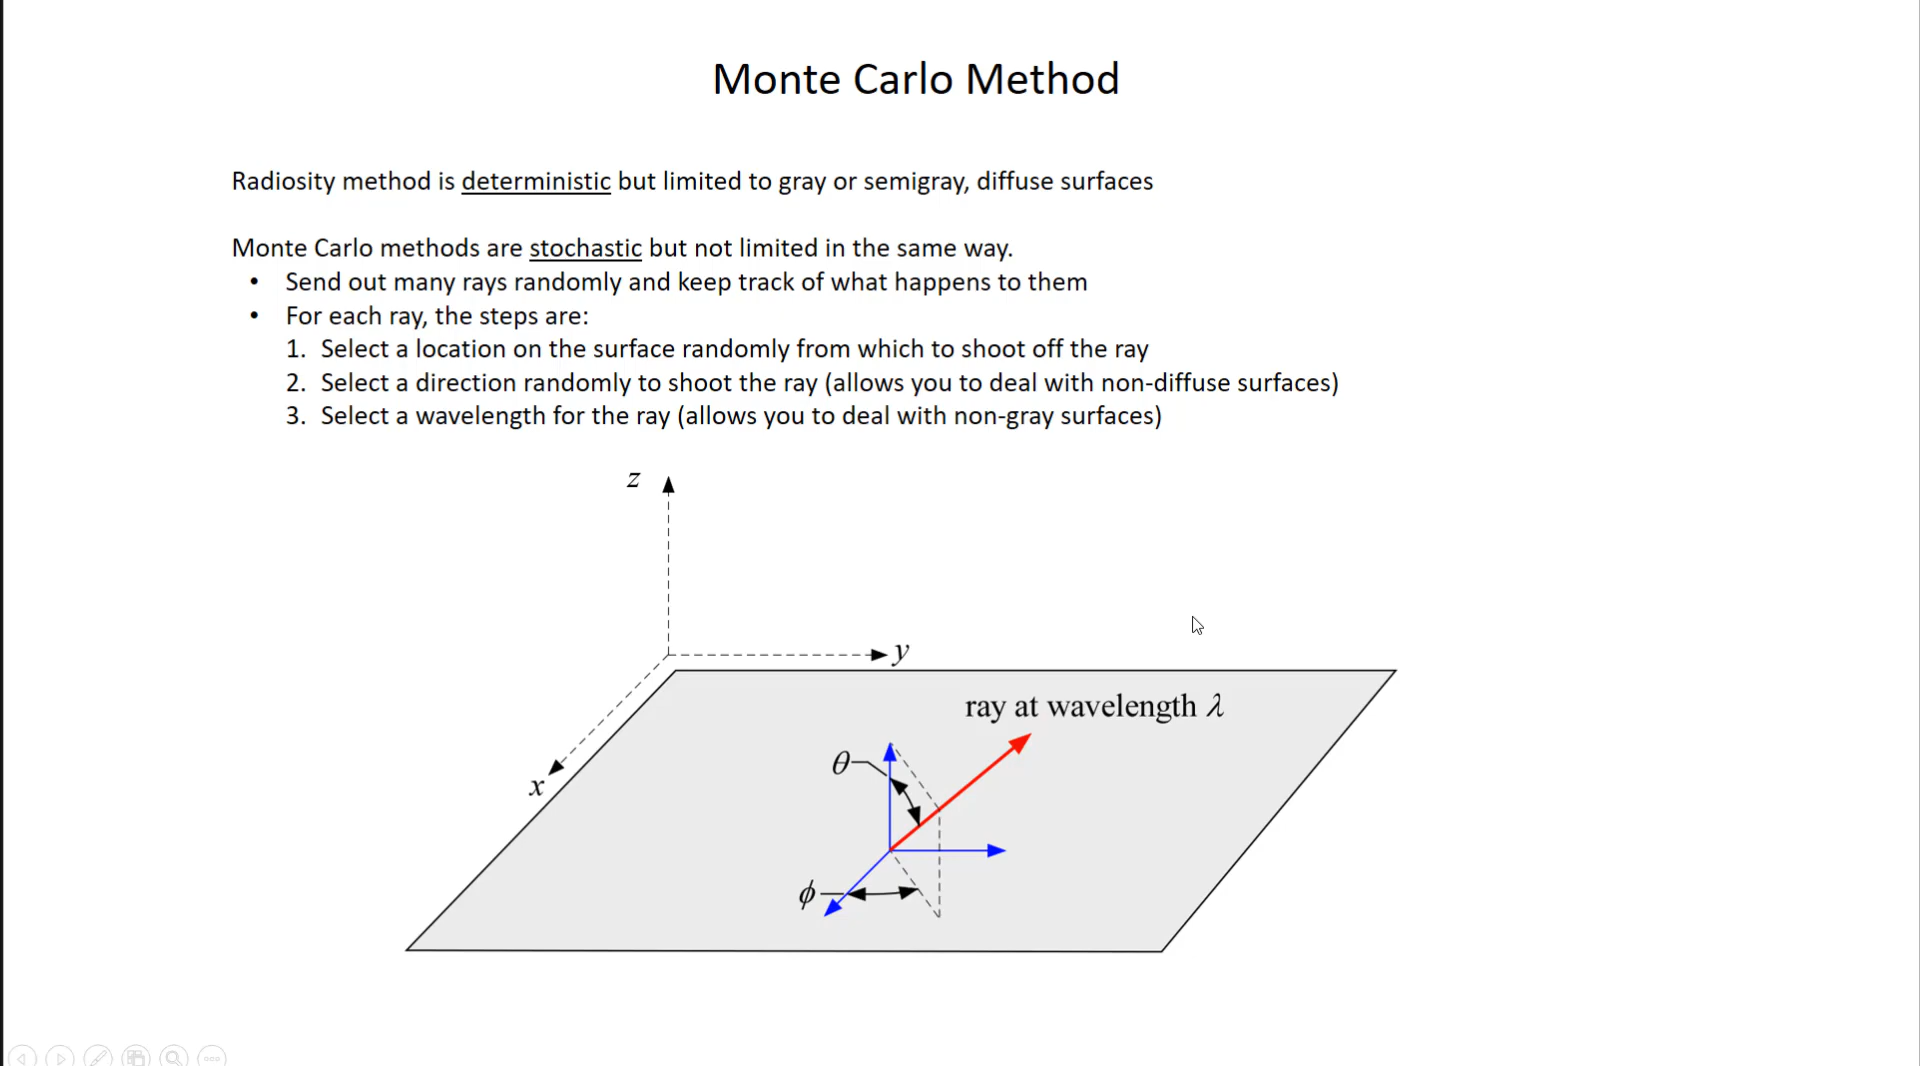 Monte Carlo Method
Radiosity method is deterministic but limited to gray or semigray, diffuse surfaces
Monte Carlo methods are stochastic but not limited in the same way.
• Send out many rays randomly and keep track of what happens to them
• For each ray, the steps are:
1. Select a location on the surface randomly from which to shoot off the ray
2. Select a direction randomly to shoot the ray (allows you to deal with non-diffuse surfaces)
3. Select a wavelength for the ray (allows you to deal with non-gray surfaces)
z
y
ray at wavelength λ
θ
x
ϕ